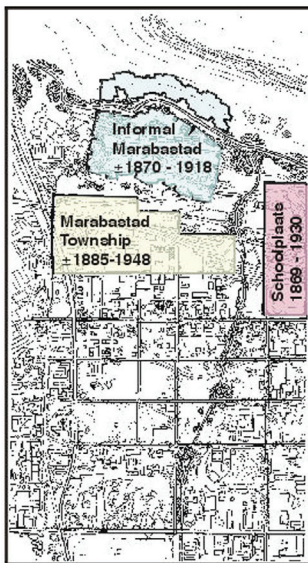 Informal
Marabastad
±1870 - 1918
Marabastad
Township
±1885-1948
Schoolplaats
1869 - 1930